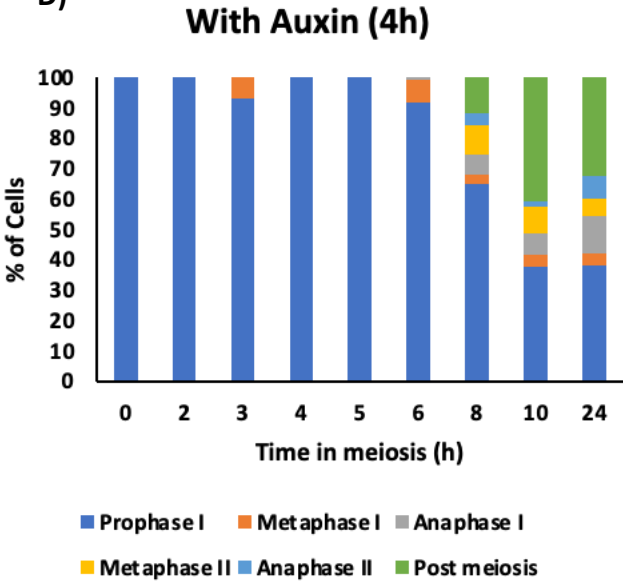 D)
With Auxin (4h)
100
90
80
70
60
50
40
30
20
10
0
% of Cells
0 2 3 4 5 6 8 10 24
Time in meiosis (h)
Prophase I Metaphase I Anaphase I
Metaphase II Anaphase II Post meiosis